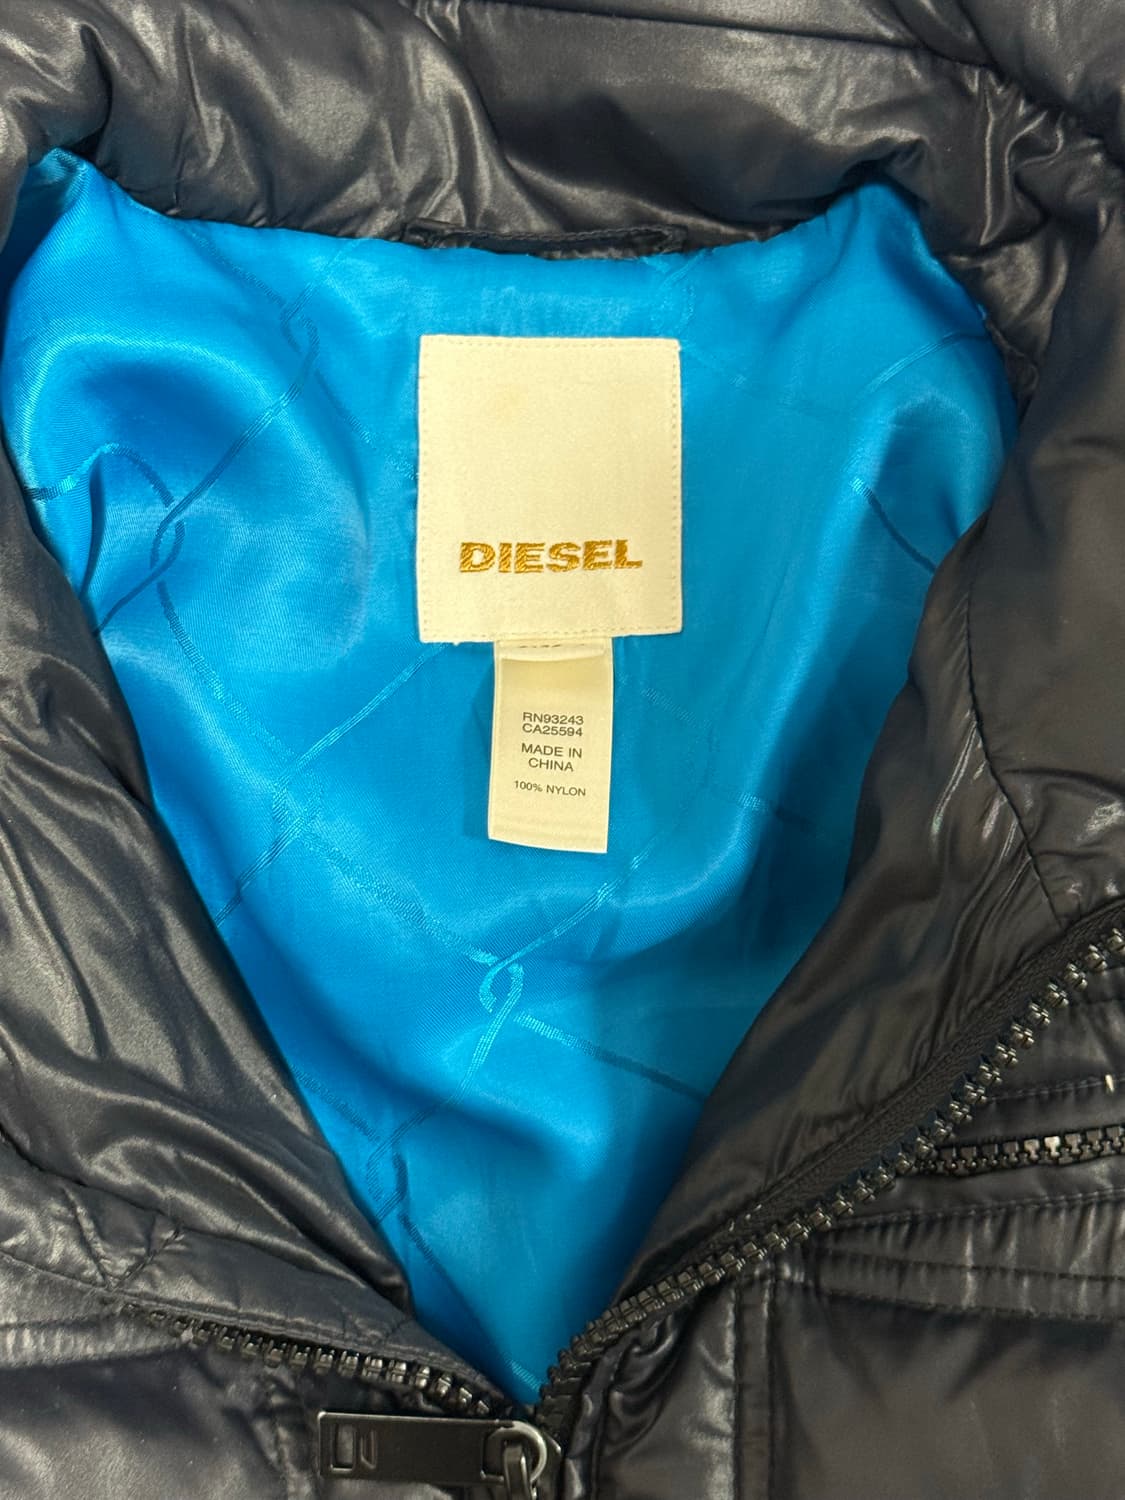 DIESEL
RN93243
CA25594
MADE IN
CHINA
100% NYLON